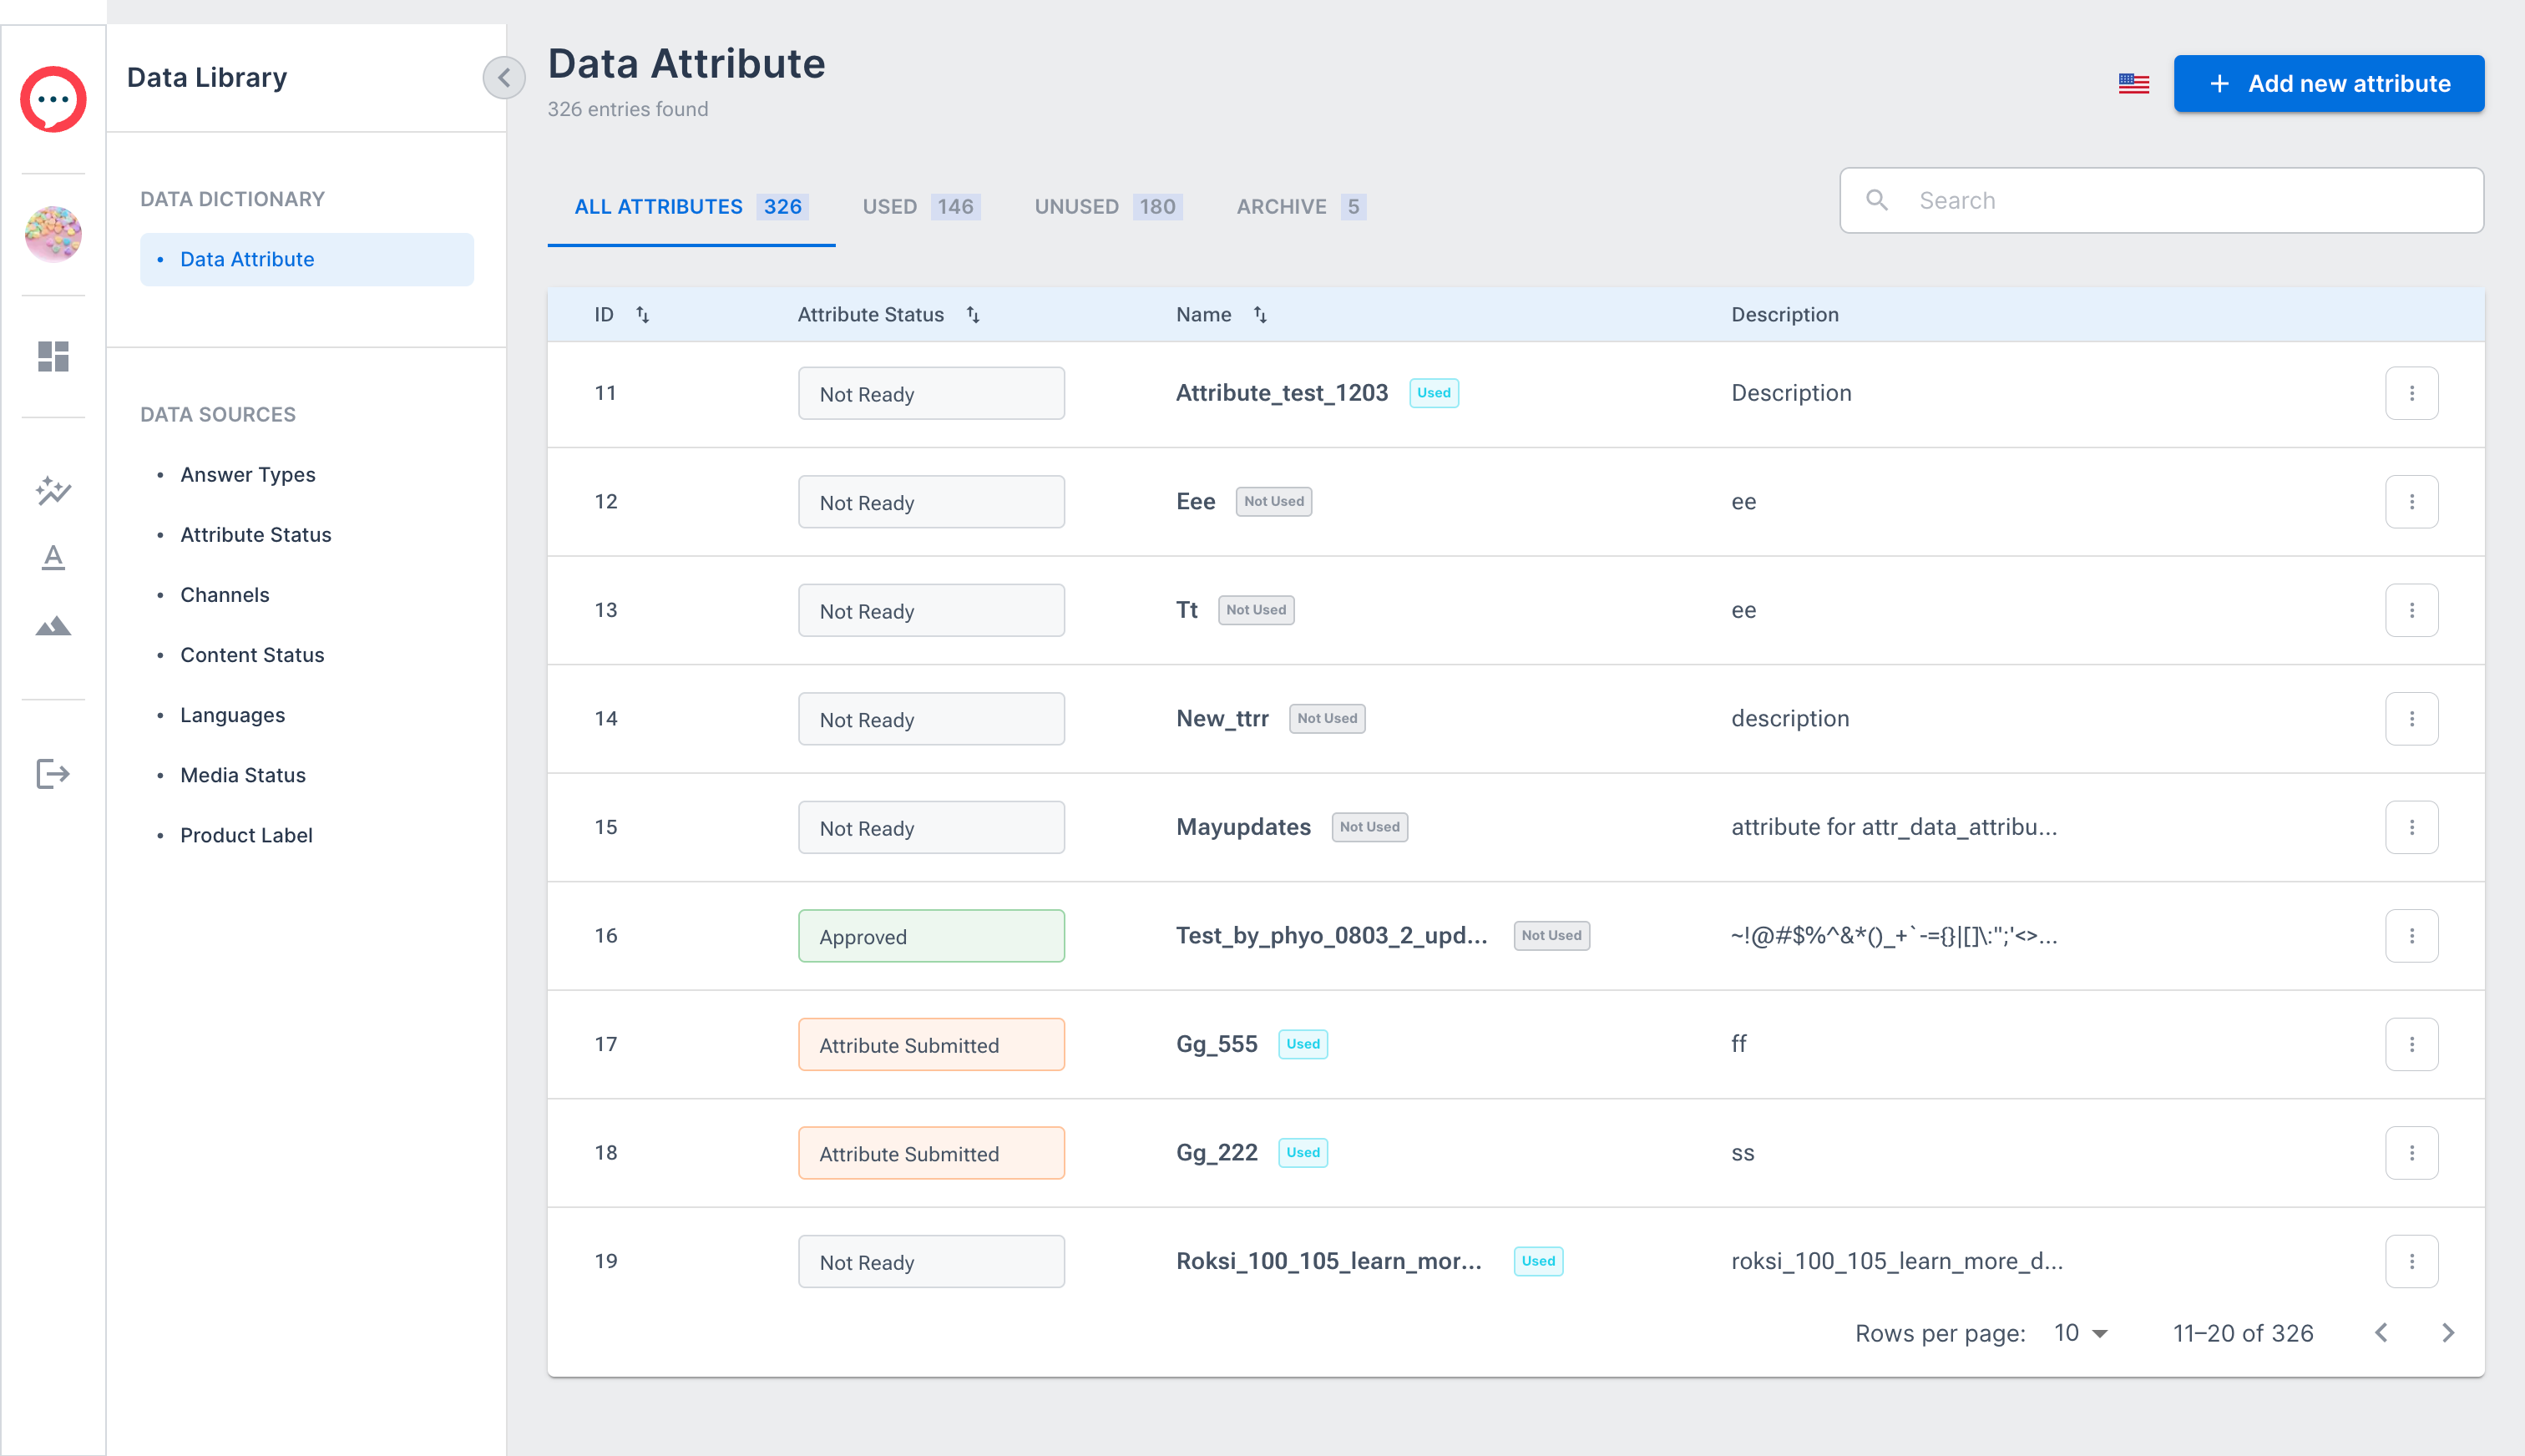 Data Library
DATA DICTIONARY
• Data Attribute
DATA SOURCES
• Answer Types
• Attribute Status
• Channels
• Content Status
• Languages
• Media Status
• Product Label
Data Attribute
326 entries found
+ Add new attribute
ALL ATTRIBUTES 326 USED 146 UNUSED 180 ARCHIVE 5
Search
ID Attribute Status Name Description
11 Not Ready Attribute_test_1203 Used Description
12 Not Ready Eee Not Used ee
13 Not Ready Tt Not Used ee
14 Not Ready New_ttrr Not Used description
15 Not Ready Mayupdates Not Used attribute for attr_data_attribu...
16 Approved Test_by_phyo_0803_2_upd... Not Used ~!@#$%^&*()_+`-={}|[]\:";'<>...
17 Attribute Submitted Gg_555 Used ff
18 Attribute Submitted Gg_222 Used ss
19 Not Ready Roksi_100_105_learn_mor... Used roksi_100_105_learn_more_d...
Rows per page: 10 11–20 of 326